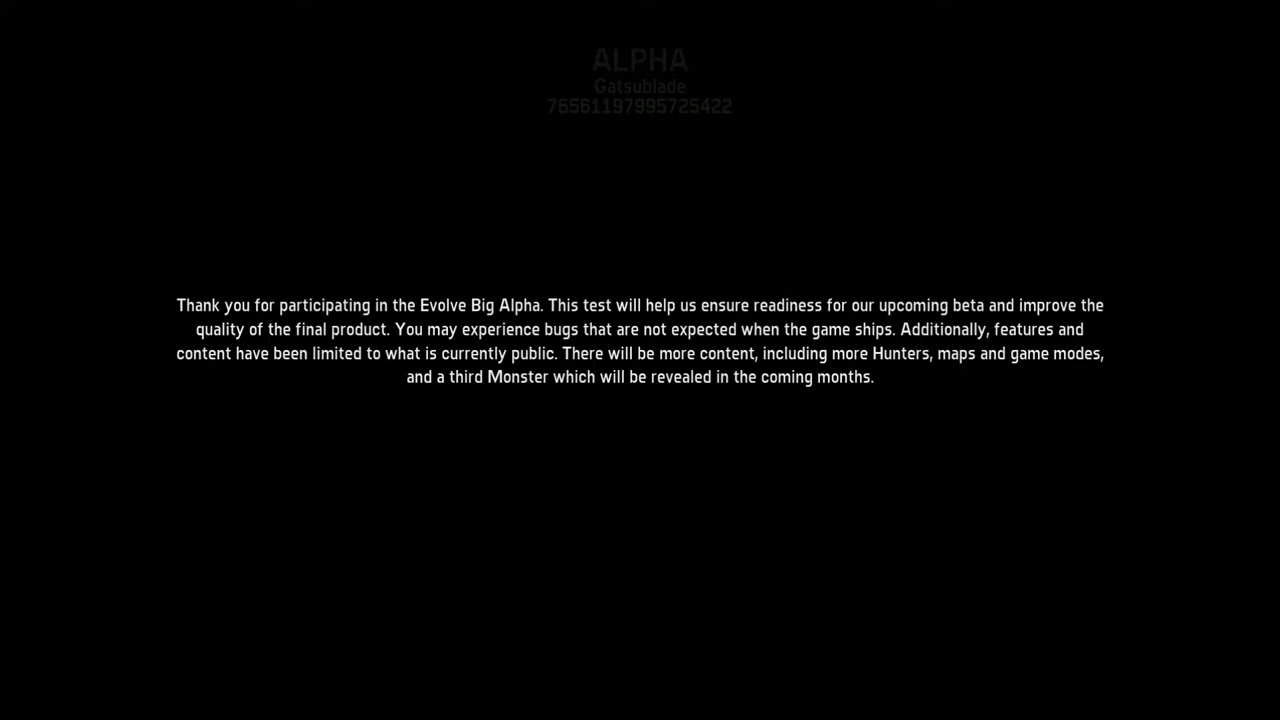 ALPHA
Gatsublade
76561197995725422
Thank you for participating in the Evolve Big Alpha. This test will help us ensure readiness for our upcoming beta and improve the
quality of the final product. You may experience bugs that are not expected when the game ships. Additionally, features and
content have been limited to what is currently public. There will be more content, including more Hunters, maps and game modes,
and a third Monster which will be revealed in the coming months.